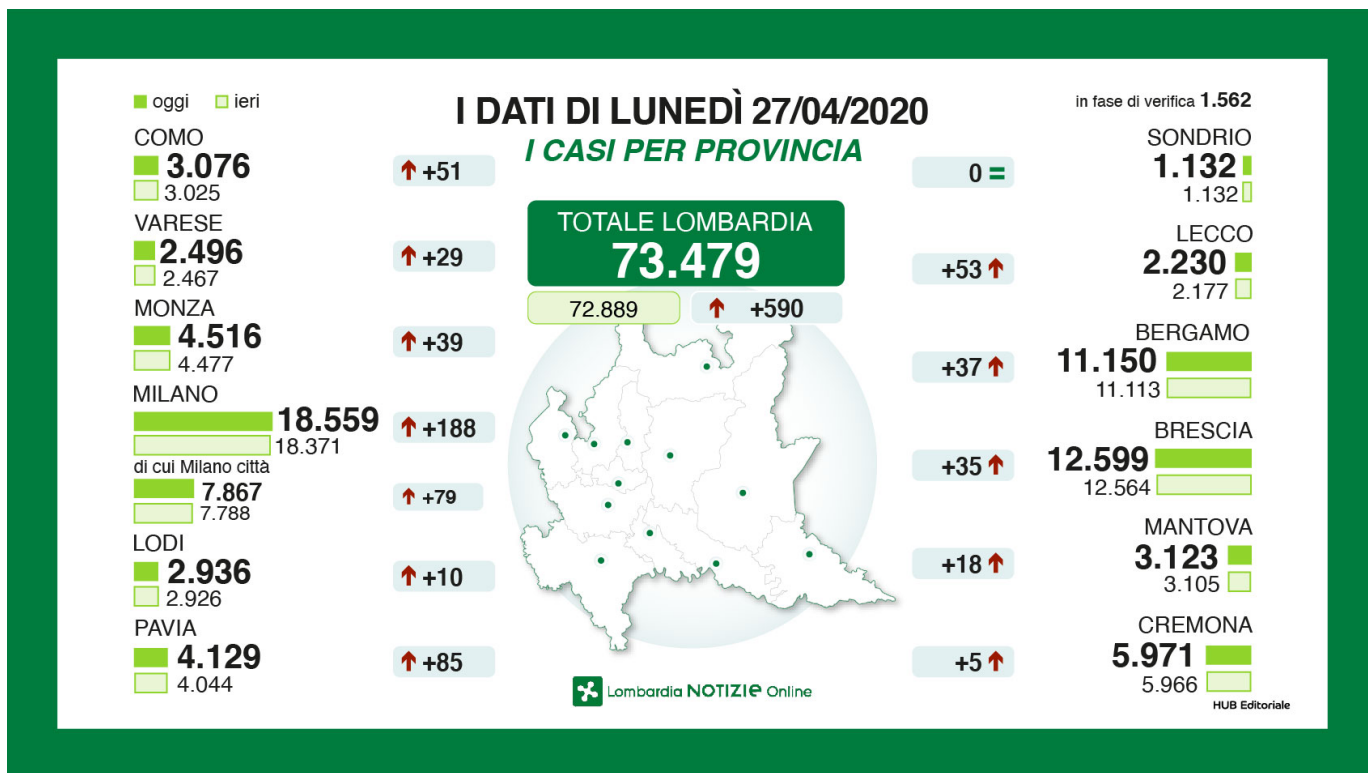 oggi ieri
I DATI DI LUNEDÌ 27/04/2020
I CASI PER PROVINCIA
in fase di verifica 1.562
COMO
3.076
3.025
+51
VARESE
2.496
2.467
+29
MONZA
4.516
4.477
+39
MILANO
18.559
18.371
+188
di cui Milano città
7.867
7.788
+79
LODI
2.936
2.926
+10
PAVIA
4.129
4.044
+85
TOTALE LOMBARDIA
73.479
72.889 +590
SONDRIO
0 = 1.132
1.132
LECCO
+53 2.230
2.177
BERGAMO
+37 11.150
11.113
BRESCIA
+35 12.599
12.564
MANTOVA
+18 3.123
3.105
CREMONA
+5 5.971
5.966
Lombardia NOTIZIE Online
HUB Editoriale